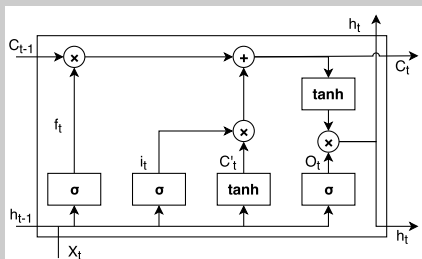 h_t
C_{t-1}
×
+
C_t
tanh
f_t
×
×
i_t
C'_t
O_t
σ
σ
tanh
σ
h_{t-1}
h_t
X_t